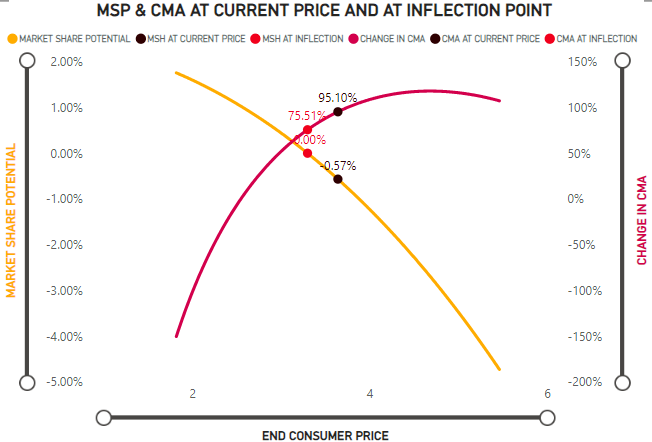 MSP & CMA AT CURRENT PRICE AND AT INFLECTION POINT
MARKET SHARE POTENTIAL MSH AT CURRENT PRICE MSH AT INFLECTION CHANGE IN CMA CMA AT CURRENT PRICE CMA AT INFLECTION
2.00% 150%
95.10%
1.00% 100%
75.51%
0.00%
0.00% 50%
-0.57%
-1.00% 0%
-2.00% -50%
-3.00% -100%
-4.00% -150%
-5.00% -200%
MARKET SHARE POTENTIAL
CHANGE IN CMA
2 4 6
END CONSUMER PRICE